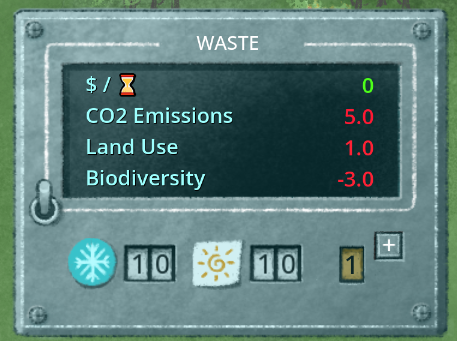 WASTE
$ / ⏳ 0
CO2 Emissions 5.0
Land Use 1.0
Biodiversity -3.0
10 10 1 +